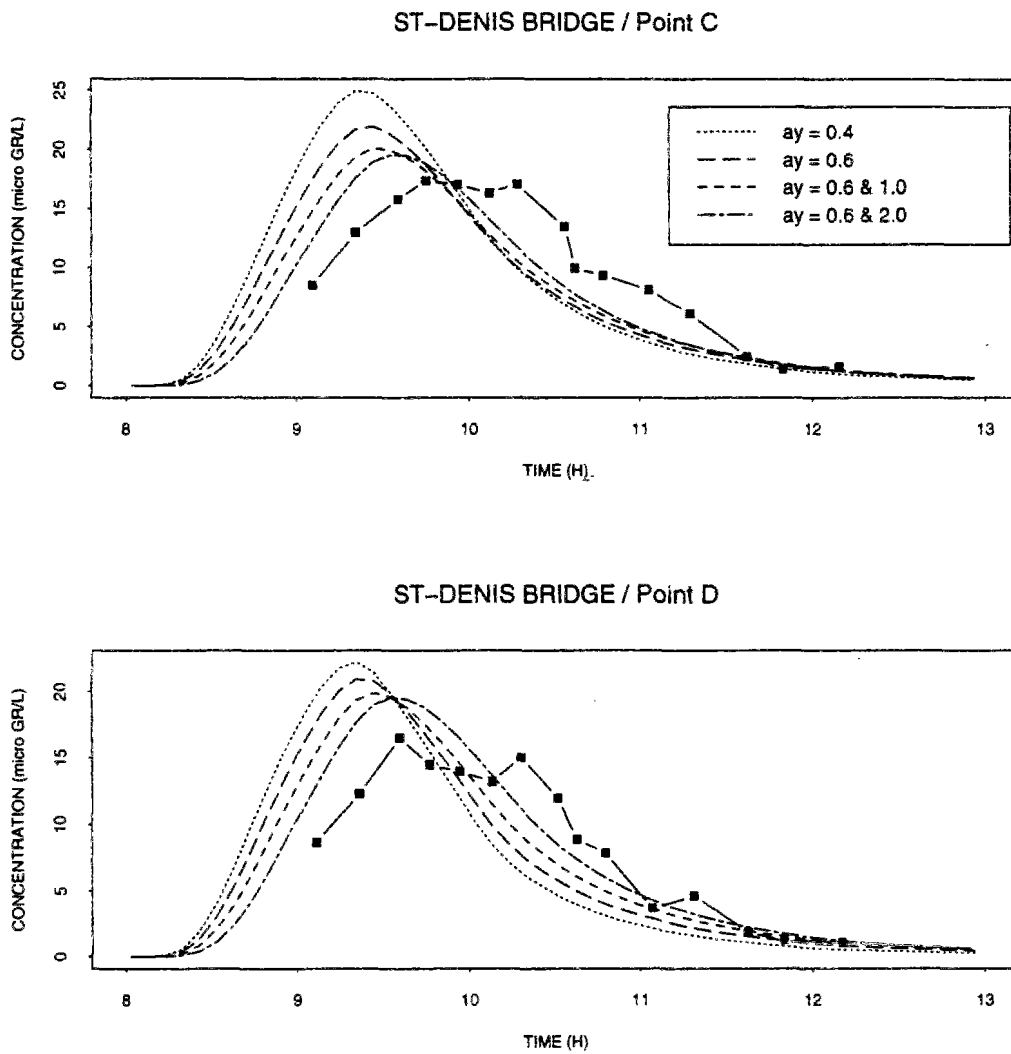 ST–DENIS BRIDGE / Point C
CONCENTRATION (micro GR/L)
25
20
15
10
5
0
ay = 0.4
ay = 0.6
ay = 0.6 & 1.0
ay = 0.6 & 2.0
8 9 10 11 12 13
TIME (H)
ST–DENIS BRIDGE / Point D
CONCENTRATION (micro GR/L)
20
15
10
5
0
8 9 10 11 12 13
TIME (H)